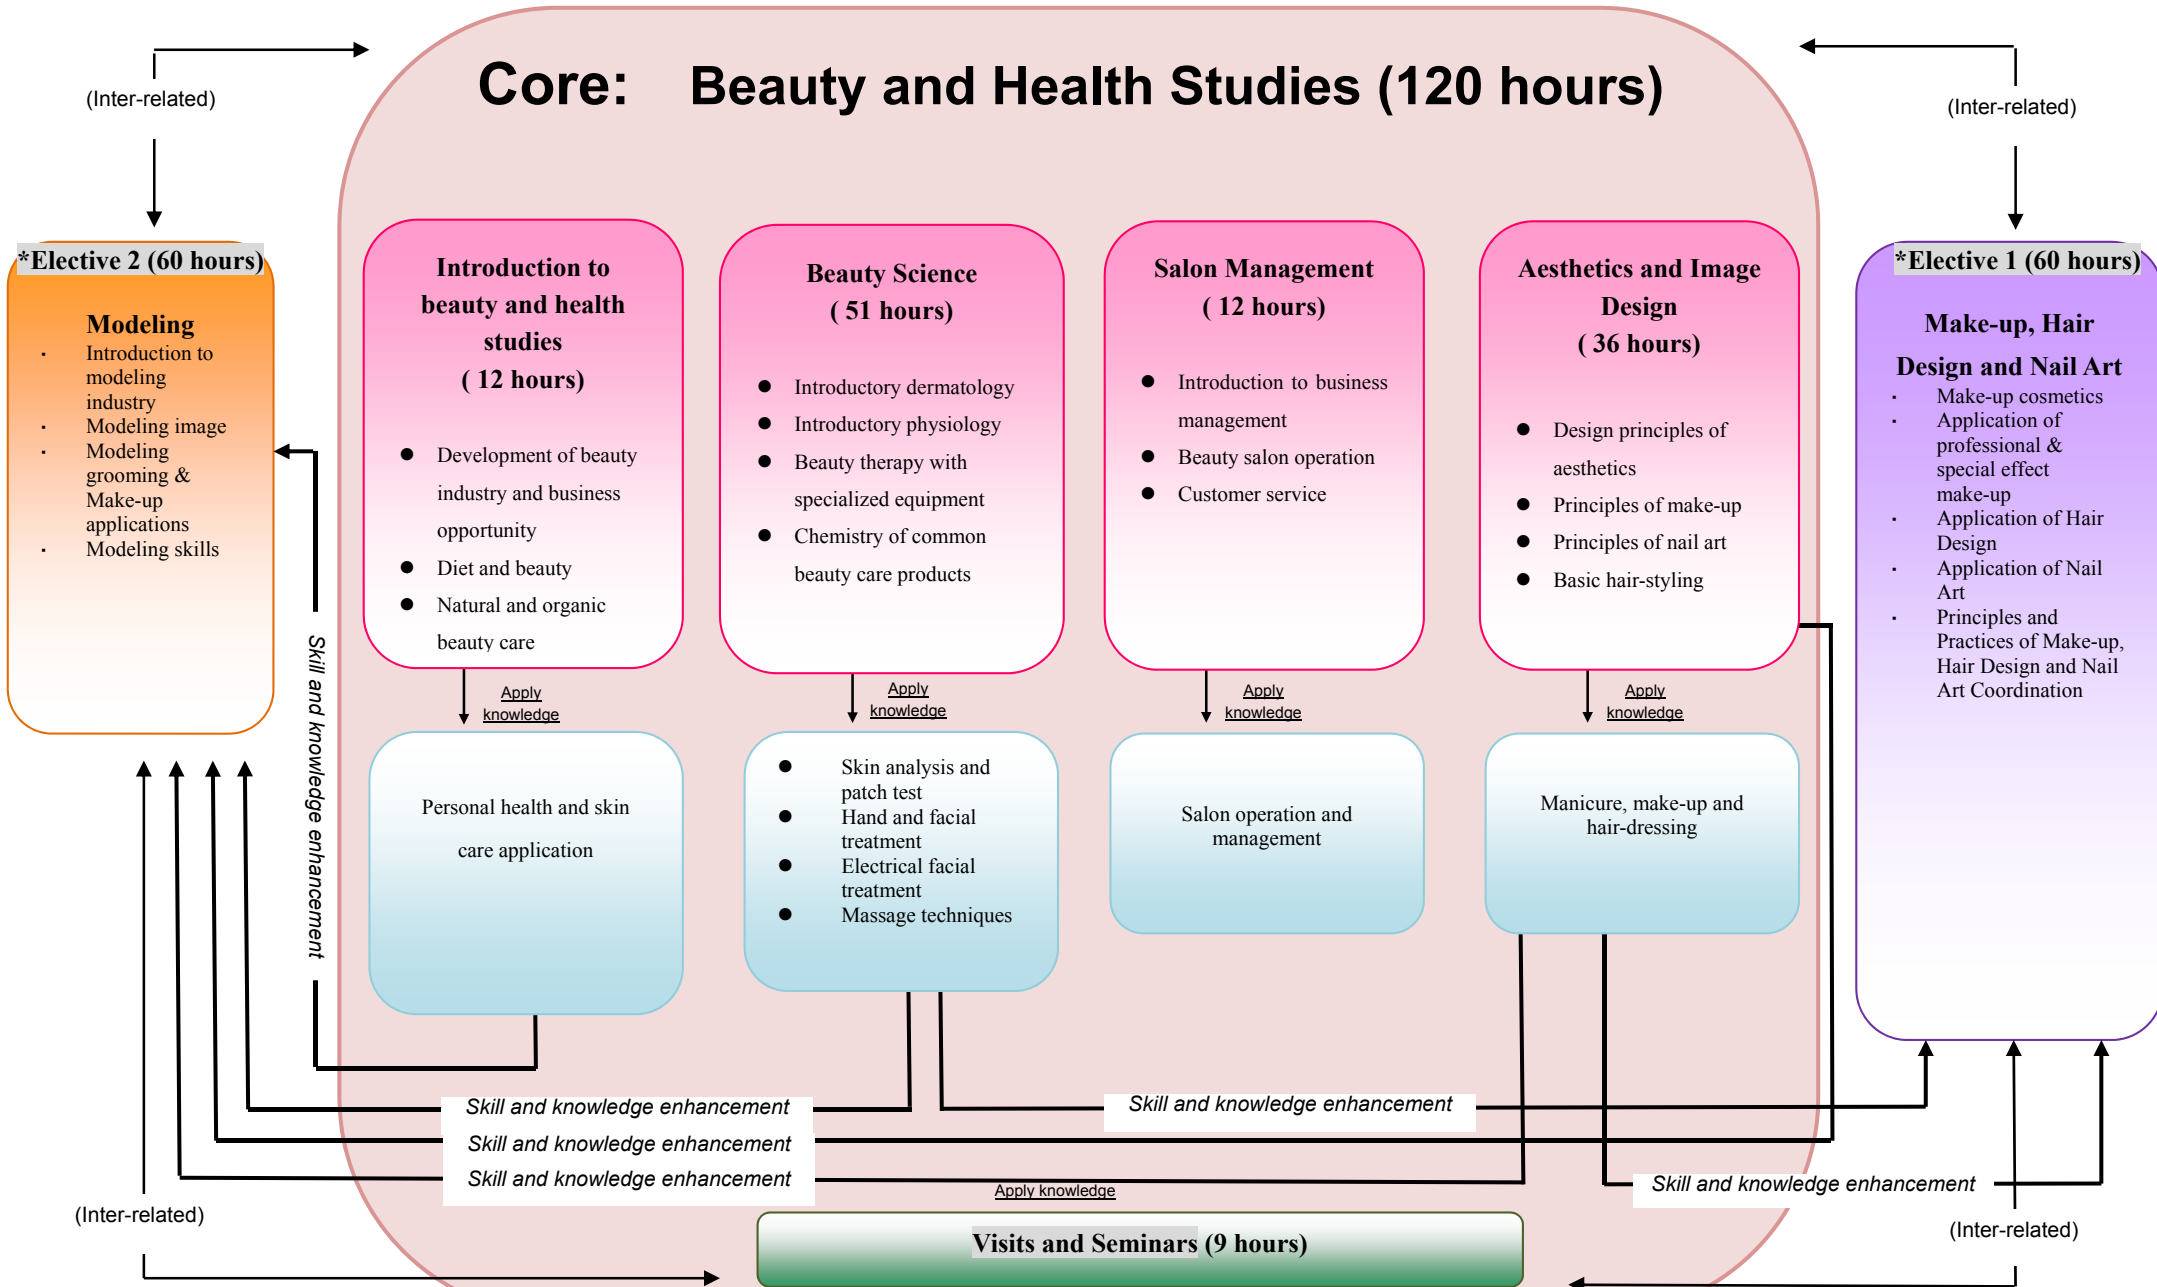 Core: Beauty and Health Studies (120 hours)
(Inter-related)
(Inter-related)
*Elective 2 (60 hours)
Modeling
· Introduction to
modeling
industry
· Modeling image
· Modeling
grooming &
Make-up
applications
· Modeling skills
Introduction to
beauty and health
studies
( 12 hours)
● Development of beauty
industry and business
opportunity
● Diet and beauty
● Natural and organic
beauty care
Beauty Science
( 51 hours)
● Introductory dermatology
● Introductory physiology
● Beauty therapy with
specialized equipment
● Chemistry of common
beauty care products
Salon Management
( 12 hours)
● Introduction to business
management
● Beauty salon operation
● Customer service
Aesthetics and Image
Design
( 36 hours)
● Design principles of
aesthetics
● Principles of make-up
● Principles of nail art
● Basic hair-styling
*Elective 1 (60 hours)
Make-up, Hair
Design and Nail Art
· Make-up cosmetics
· Application of
professional &
special effect
make-up
· Application of Hair
Design
· Application of Nail
Art
· Principles and
Practices of Make-up,
Hair Design and Nail
Art Coordination
Skill and knowledge enhancement
Apply
knowledge
Apply
knowledge
Apply
knowledge
Apply
knowledge
Personal health and skin
care application
● Skin analysis and
patch test
● Hand and facial
treatment
● Electrical facial
treatment
● Massage techniques
Salon operation and
management
Manicure, make-up and
hair-dressing
Skill and knowledge enhancement
Skill and knowledge enhancement
Skill and knowledge enhancement
Skill and knowledge enhancement
Skill and knowledge enhancement
Apply knowledge
(Inter-related)
(Inter-related)
Visits and Seminars (9 hours)